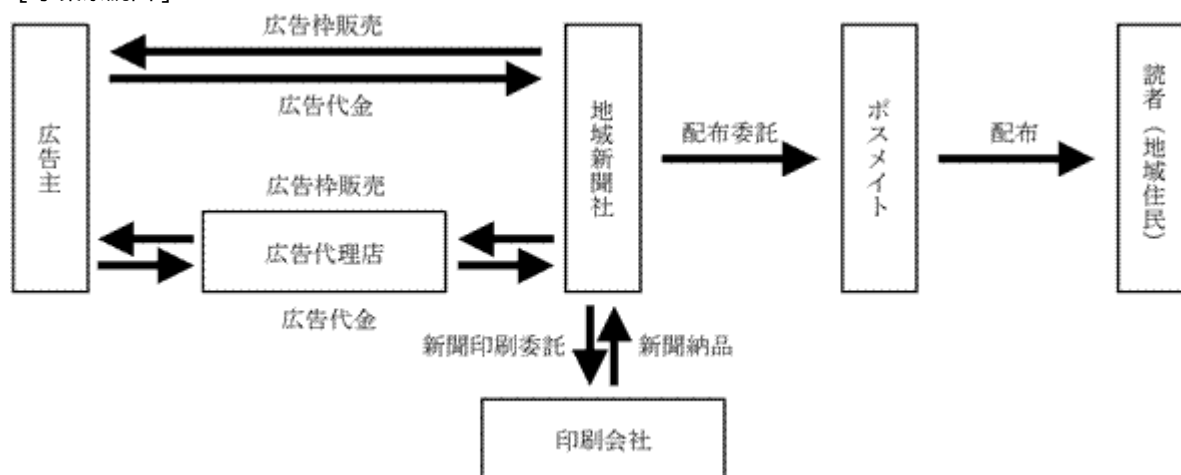 広告枠販売
広告代金
広告主
地域新聞社
配布委託
ポスメイト
配布
読者（地域住民）
広告枠販売
広告代理店
広告代金
新聞印刷委託
新聞納品
印刷会社